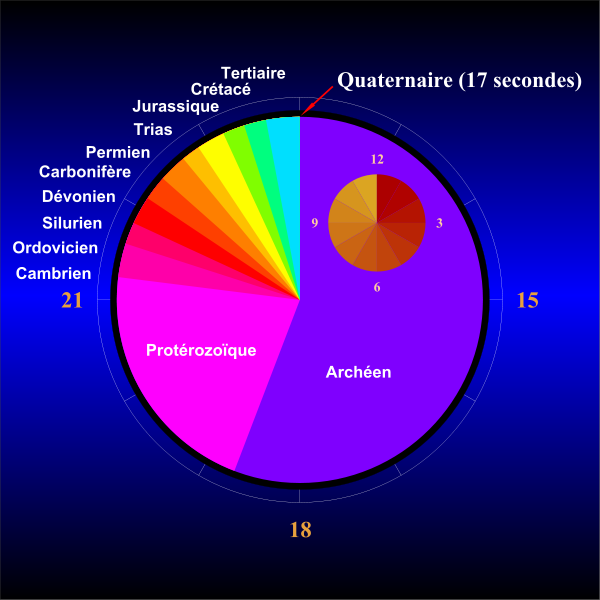 Tertiaire
Quaternaire (17 secondes)
Crétacé
Jurassique
Trias
Permien
12
Carbonifère
Dévonien
Silurien
9
3
Ordovicien
Cambrien
6
21
15
Protérozoïque
Archéen
18